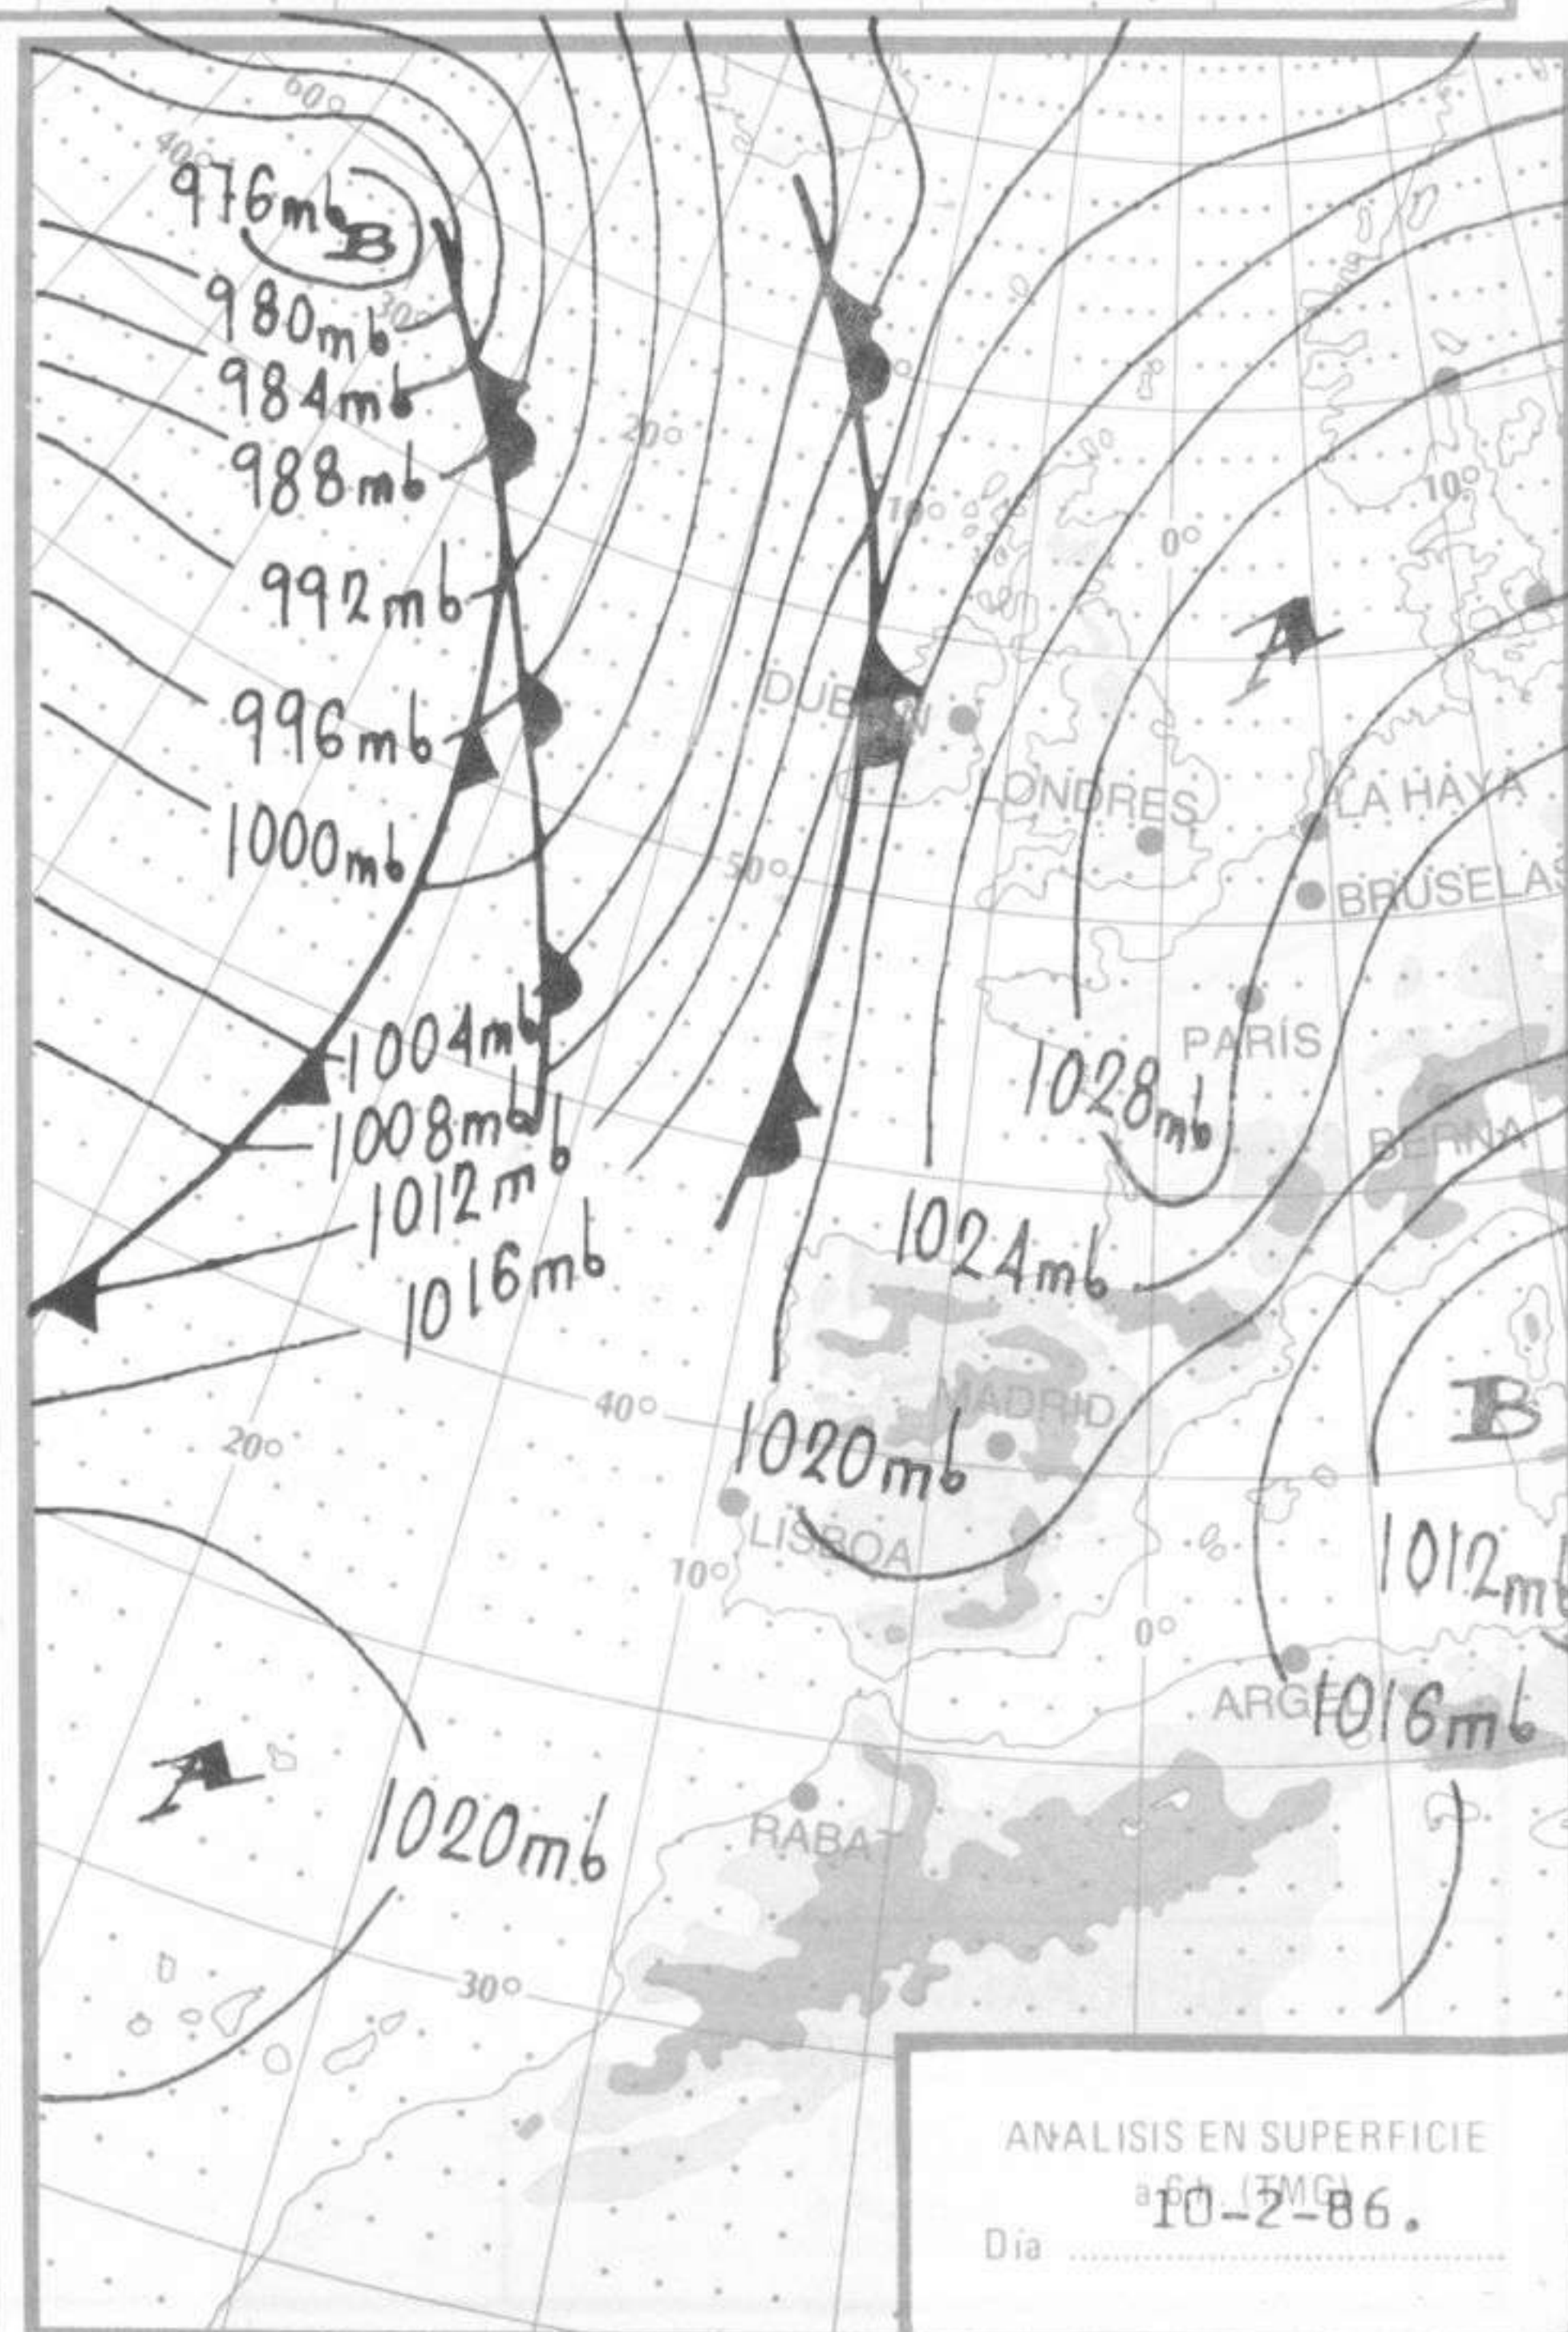 60°
40°
976mb
B
980mb
30°
984mb
20°
988mb
10°
10°
0°
992mb
A
DUBLIN
996mb
LONDRES
LA HAYA
1000mb
50°
BRUSELAS
1004mb
PARÍS
1028mb
1008mb
BERNA
1012mb
1024mb
1016mb
B
40°
MADRID
20°
1020mb
LISBOA
10°
1012mb
0°
ARGEL
1016mb
A
1020mb
RABAT
30°
ANALISIS EN SUPERFICIE
a 6 h. (TMG)
Día 10-2-86.